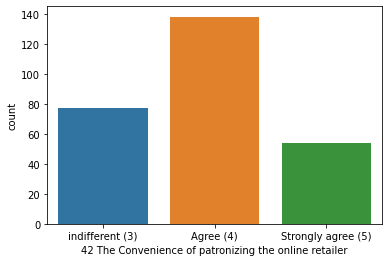 140
120
100
80
60
40
20
0
count
indifferent (3) Agree (4) Strongly agree (5)
42 The Convenience of patronizing the online retailer